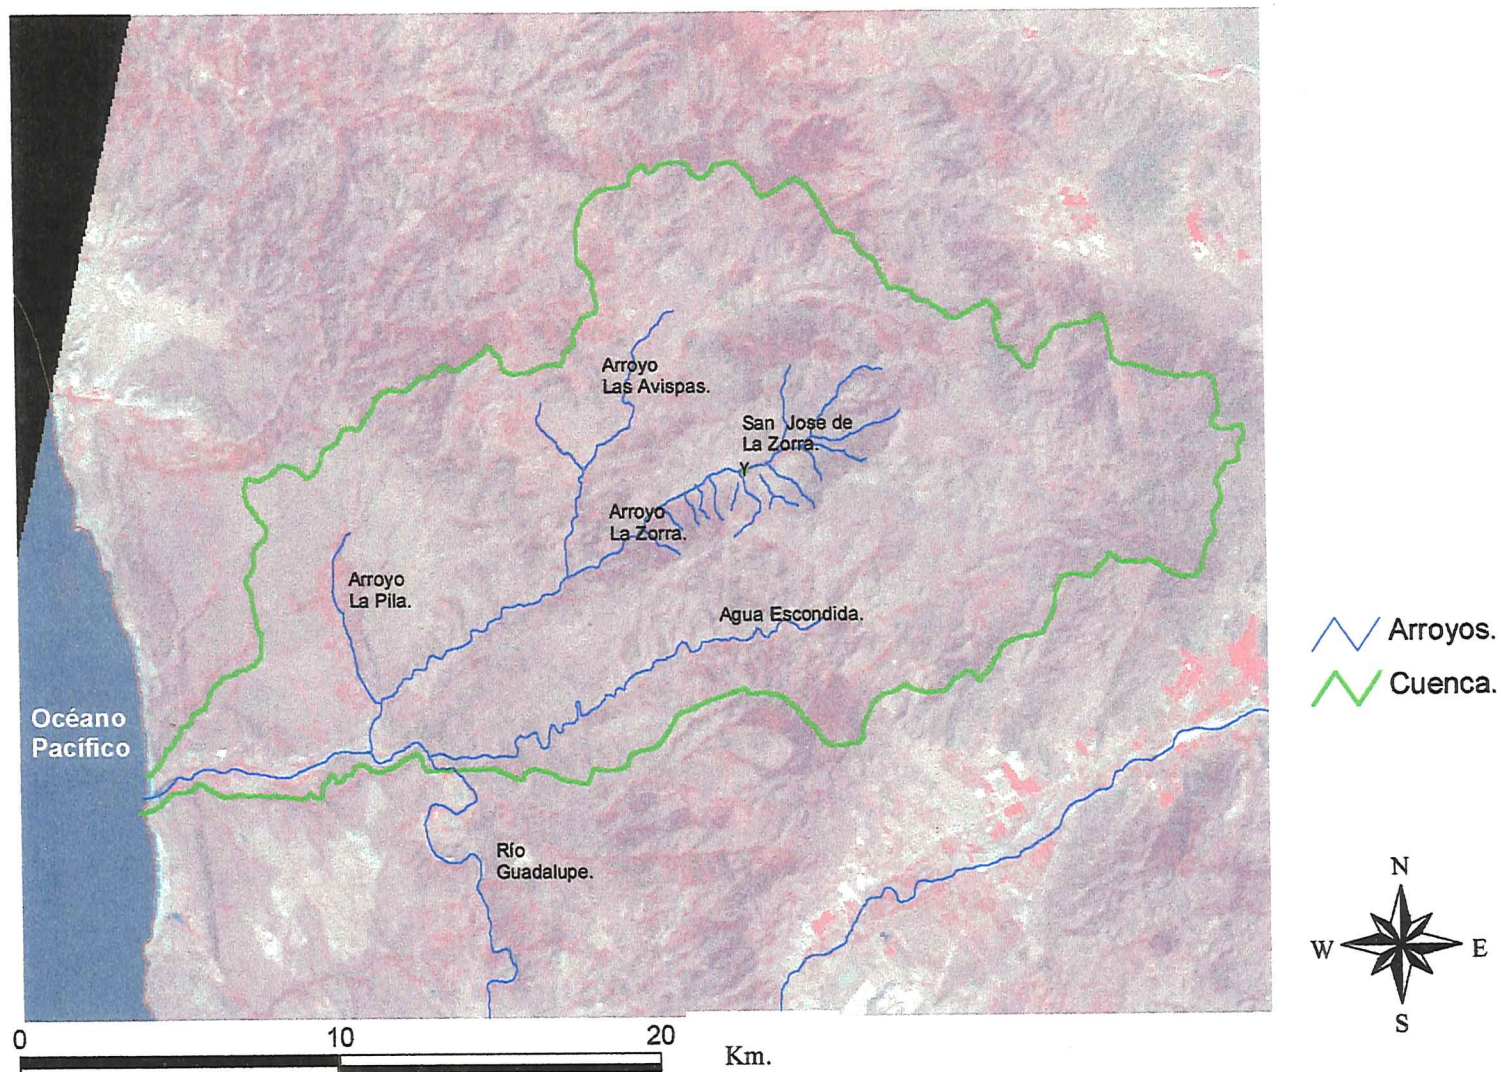 Arroyo
Las Avispas.
San Jose de
La Zorra.
Arroyo
La Zorra.
Arroyo
La Pila.
Agua Escondida.
Arroyos.
Cuenca.
Océano
Pacífico
Río
Guadalupe.
N
W
E
S
0 10 20
Km.